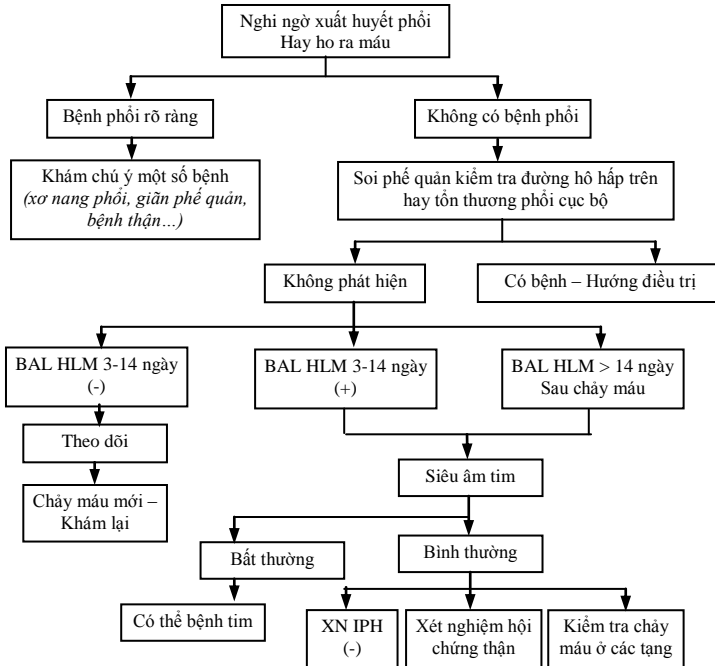 Nghi ngờ xuất huyết phổi
Hay ho ra máu
Bệnh phổi rõ ràng
Không có bệnh phổi
Khám chú ý một số bệnh
(xơ nang phổi, giãn phế quản,
bệnh thận…)
Soi phế quản kiểm tra đường hô hấp trên
hay tổn thương phổi cục bộ
Không phát hiện
Có bệnh – Hướng điều trị
BAL HLM 3-14 ngày
(-)
BAL HLM 3-14 ngày
(+)
BAL HLM > 14 ngày
Sau chảy máu
Theo dõi
Siêu âm tim
Chảy máu mới –
Khám lại
Bất thường
Bình thường
Có thể bệnh tim
XN IPH
(-)
Xét nghiệm hội
chứng thận
Kiểm tra chảy
máu ở các tạng